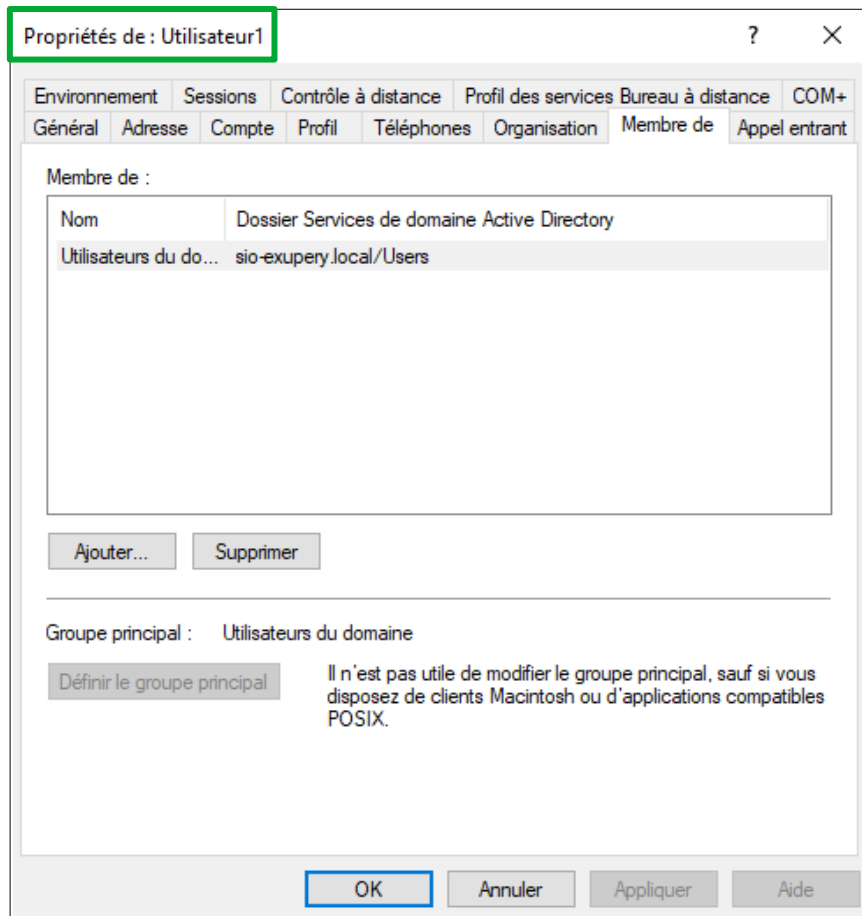 Propriétés de : Utilisateur1
?
Environnement Sessions Contrôle à distance Profil des services Bureau à distance COM+
Général Adresse Compte Profil Téléphones Organisation Membre de Appel entrant
Membre de :
Nom Dossier Services de domaine Active Directory
Utilisateurs du do... sio-exupery.local/Users
Ajouter... Supprimer
Groupe principal : Utilisateurs du domaine
Définir le groupe principal
Il n'est pas utile de modifier le groupe principal, sauf si vous
disposez de clients Macintosh ou d'applications compatibles
POSIX.
OK Annuler Appliquer Aide